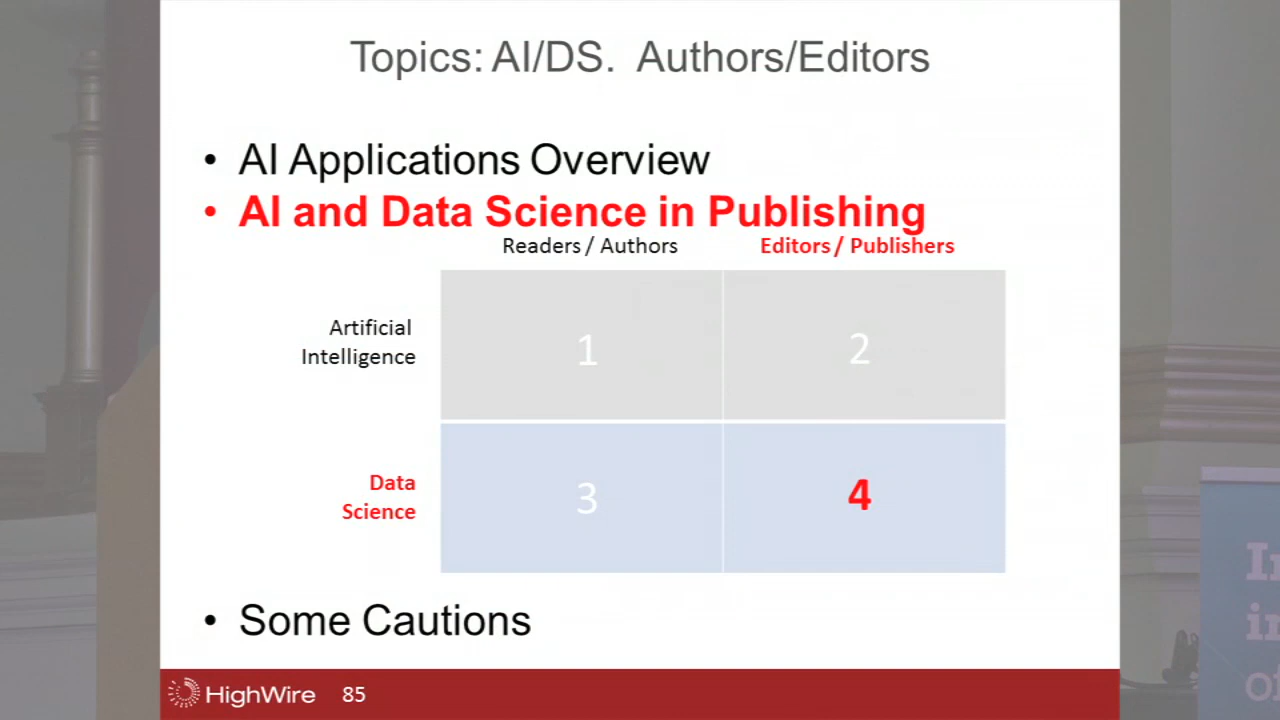 Topics: AI/DS. Authors/Editors
• AI Applications Overview
• AI and Data Science in Publishing
Readers / Authors
Editors / Publishers
Artificial
Intelligence
1
2
Data
Science
3
4
• Some Cautions
HighWire 85